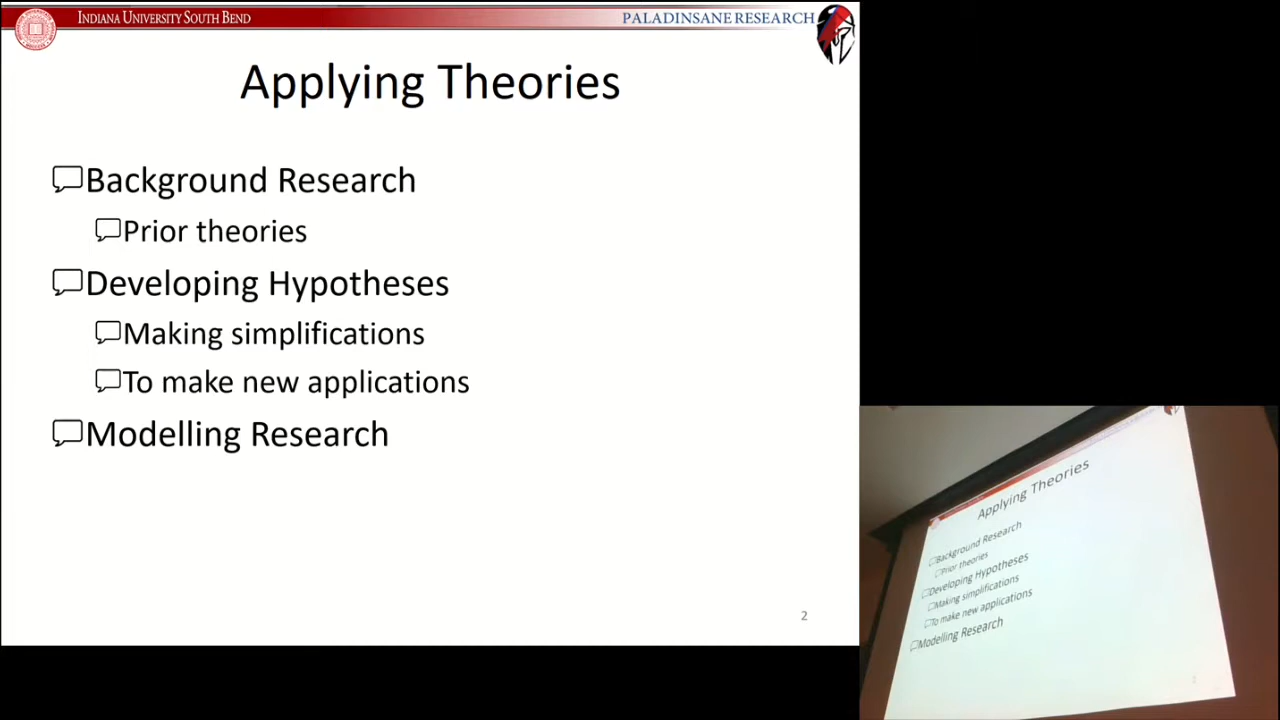 INDIANA UNIVERSITY SOUTH BEND
PALADINSANE RESEARCH
Applying Theories
Background Research
Prior theories
Developing Hypotheses
Making simplifications
To make new applications
Modelling Research
2
Applying Theories
Background Research
Prior theories
Developing Hypotheses
Making simplifications
To make new applications
Modelling Research